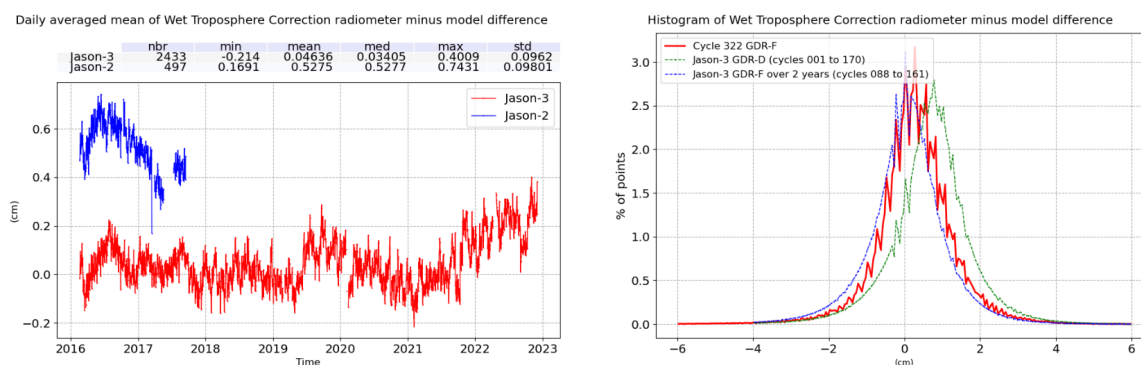 Daily averaged mean of Wet Troposphere Correction radiometer minus model difference
nbr min mean med max std
Jason-3 2433 -0.214 0.04636 0.03405 0.4009 0.0962
Jason-2 497 0.1691 0.5275 0.5277 0.7431 0.09801
Jason-3
Jason-2
(cm)
0.6
0.4
0.2
0.0
−0.2
2016 2017 2018 2019 2020 2021 2022 2023
Time
Histogram of Wet Troposphere Correction radiometer minus model difference
Cycle 322 GDR-F
Jason-3 GDR-D (cycles 001 to 170)
Jason-3 GDR-F over 2 years (cycles 088 to 161)
% of points
3.0
2.5
2.0
1.5
1.0
0.5
0.0
−6 −4 −2 0 2 4 6
(cm)